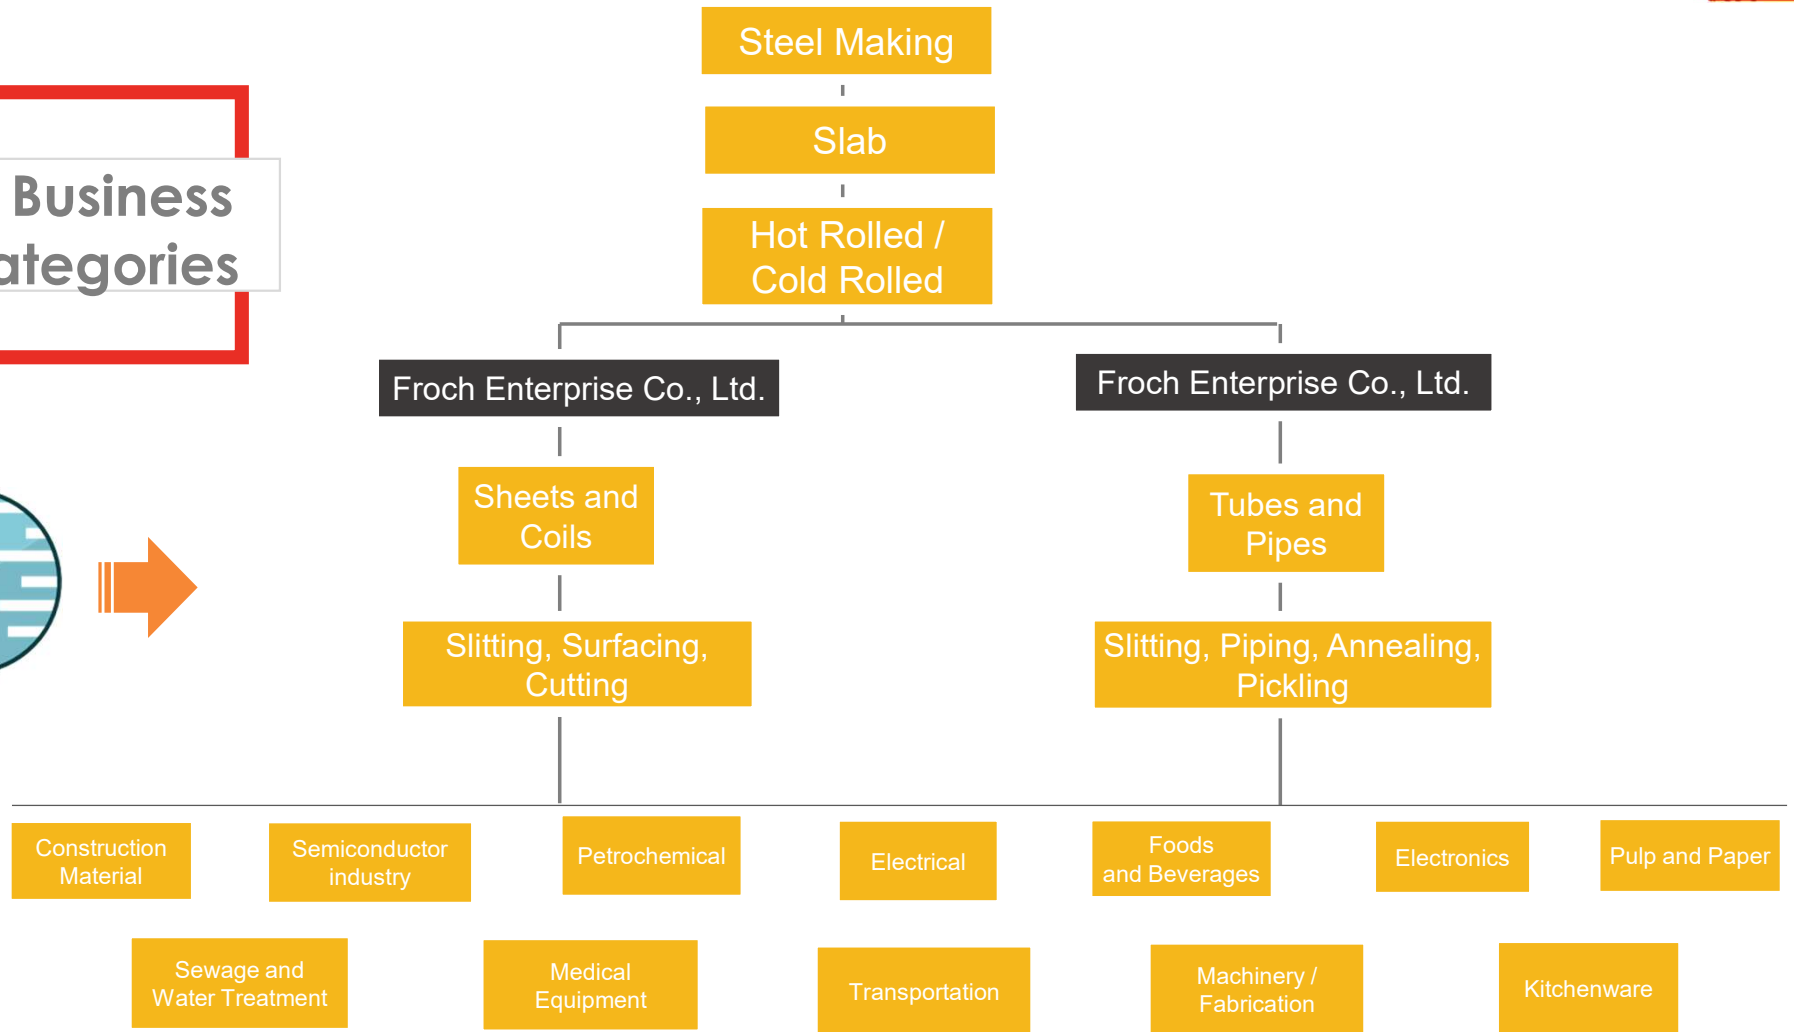 Steel Making
Slab
Business
ategories
Hot Rolled /
Cold Rolled
Froch Enterprise Co., Ltd.
Froch Enterprise Co., Ltd.
Sheets and
Coils
Tubes and
Pipes
Slitting, Surfacing,
Cutting
Slitting, Piping, Annealing,
Pickling
Construction
Material
Semiconductor
industry
Petrochemical
Electrical
Foods
and Beverages
Electronics
Pulp and Paper
Sewage and
Water Treatment
Medical
Equipment
Transportation
Machinery /
Fabrication
Kitchenware